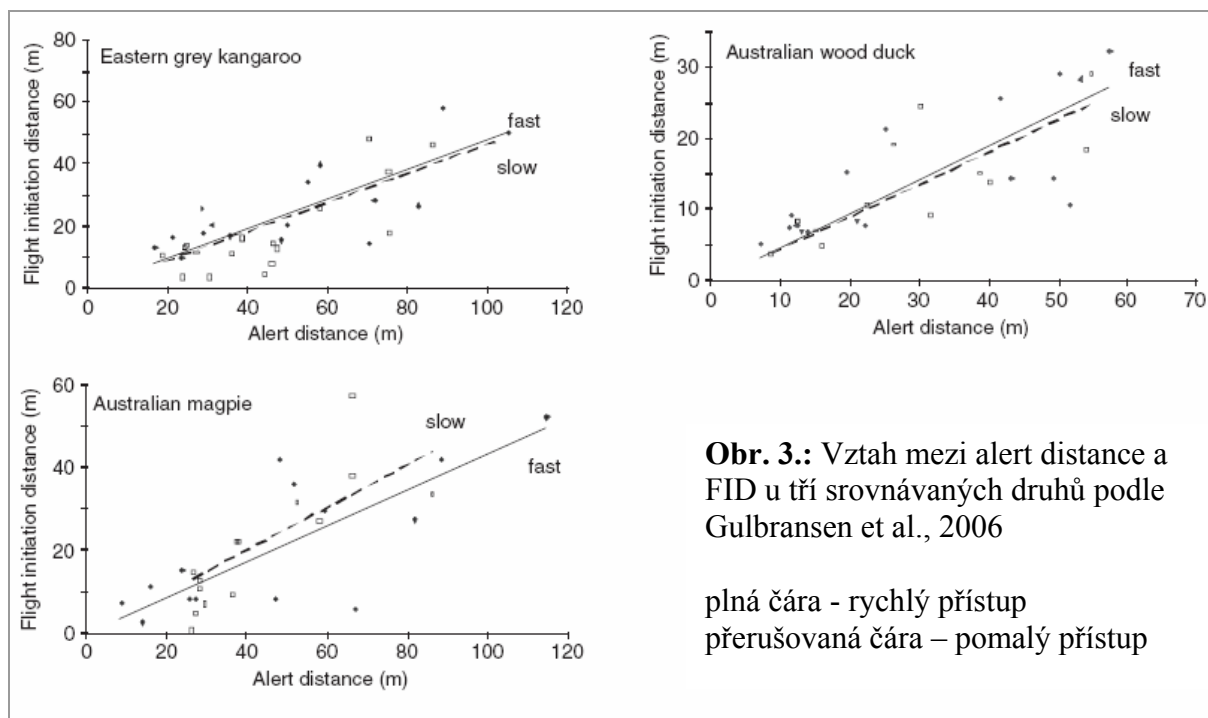 Eastern grey kangaroo
Flight initiation distance (m)
80
60
40
20
0
fast
slow
0 20 40 60 80 100 120
Alert distance (m)
Australian wood duck
Flight initiation distance (m)
30
20
10
0
fast
slow
0 10 20 30 40 50 60 70
Alert distance (m)
Australian magpie
Flight initiation distance (m)
60
40
20
0
slow
fast
0 20 40 60 80 100 120
Alert distance (m)
Obr. 3.: Vztah mezi alert distance a
FID u tří srovnávaných druhů podle
Gulbransen et al., 2006
plná čára - rychlý přístup
přerušovaná čára – pomalý přístup